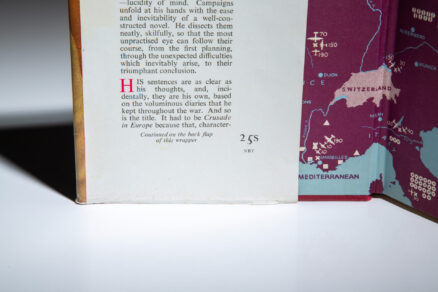 —lucidity of mind. Campaigns
unfold at his hands with the ease
and inevitability of a well-con-
structed novel. He dissects them
neatly, skilfully, so that the most
unpractised eye can follow their
course, from the first planning,
through the unexpected difficulties
which inevitably arise, to their
triumphant conclusion.
HIS sentences are as clear as
his thoughts, and, inci-
dentally, they are his own, based
on the voluminous diaries that he
kept throughout the war. And so
is the title. It had to be Crusade
in Europe because that, character-
Continued on the back flap
of this wrapper
25s
NET
DIJON
SWITZERLAND
MARSEILLES
MEDITERRANEAN